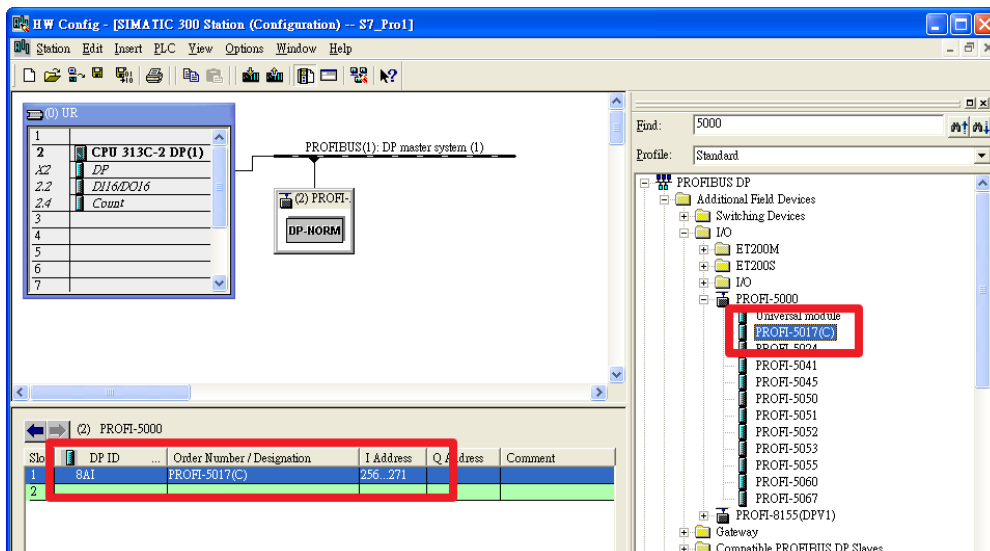 HW Config - [SIMATIC 300 Station (Configuration) -- S7_Pro1]
Station Edit Insert PLC View Options Window Help
(0) UR
1
2 CPU 313C-2 DP(1)
X2 DP
2.2 DI16/DO16
2.4 Count
3
4
5
6
7
PROFIBUS(1): DP master system (1)
(2) PROFI-.
DP-NORM
Find: 5000
Profile: Standard
PROFIBUS DP
Additional Field Devices
Switching Devices
I/O
ET200M
ET200S
I/O
PROFI-5000
Universal module
PROFI-5017(C)
PROFI-5024
PROFI-5041
PROFI-5045
PROFI-5050
PROFI-5051
PROFI-5052
PROFI-5053
PROFI-5055
PROFI-5060
PROFI-5067
PROFI-8155(DPV1)
Gateway
Compatible PROFIBUS DP Slaves
(2) PROFI-5000
Slo DP ID ... Order Number / Designation I Address Q Address Comment
1 8AI PROFI-5017(C) 256...271
2